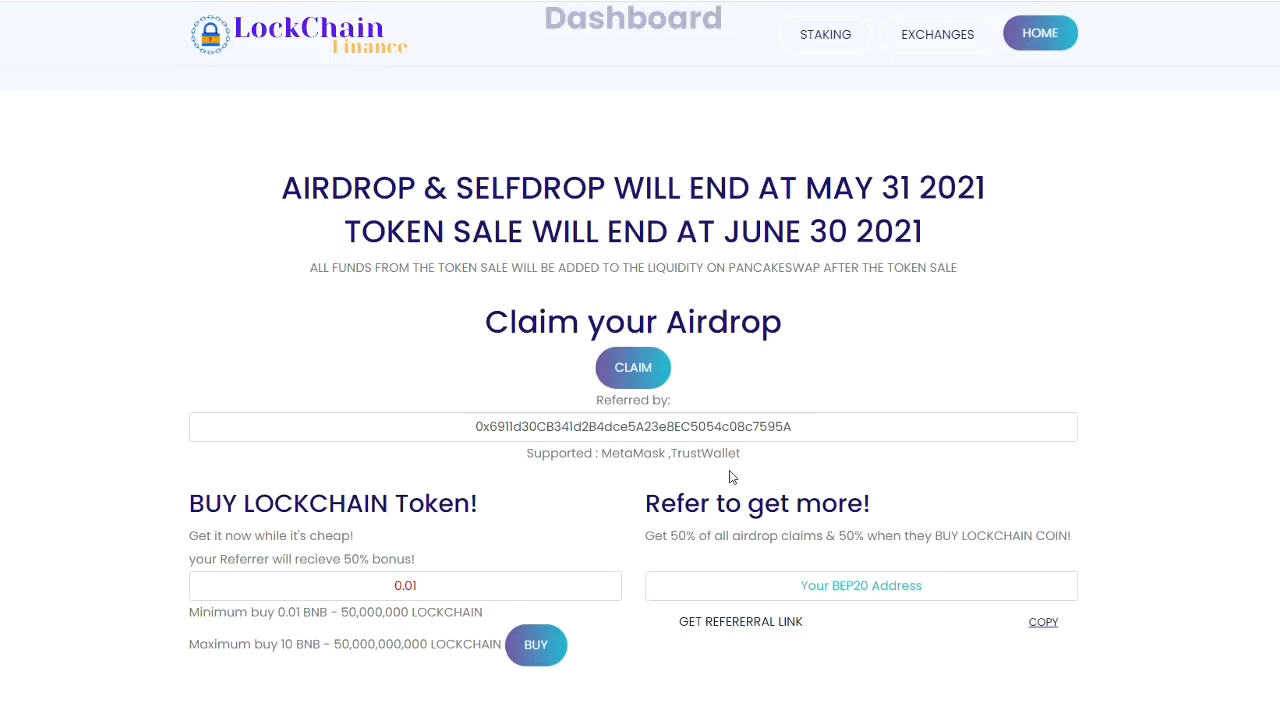 LockChain
Finance
Dashboard
STAKING
EXCHANGES
HOME
AIRDROP & SELFDROP WILL END AT MAY 31 2021
TOKEN SALE WILL END AT JUNE 30 2021
ALL FUNDS FROM THE TOKEN SALE WILL BE ADDED TO THE LIQUIDITY ON PANCAKESWAP AFTER THE TOKEN SALE
Claim your Airdrop
CLAIM
Referred by:
0x6911d30CB341d2B4dce5A23e8EC5054c08c7595A
Supported : MetaMask ,TrustWallet
BUY LOCKCHAIN Token!
Get it now while it's cheap!
your Referrer will recieve 50% bonus!
0.01
Minimum buy 0.01 BNB - 50,000,000 LOCKCHAIN
Maximum buy 10 BNB - 50,000,000,000 LOCKCHAIN
BUY
Refer to get more!
Get 50% of all airdrop claims & 50% when they BUY LOCKCHAIN COIN!
Your BEP20 Address
GET REFERERRAL LINK
COPY